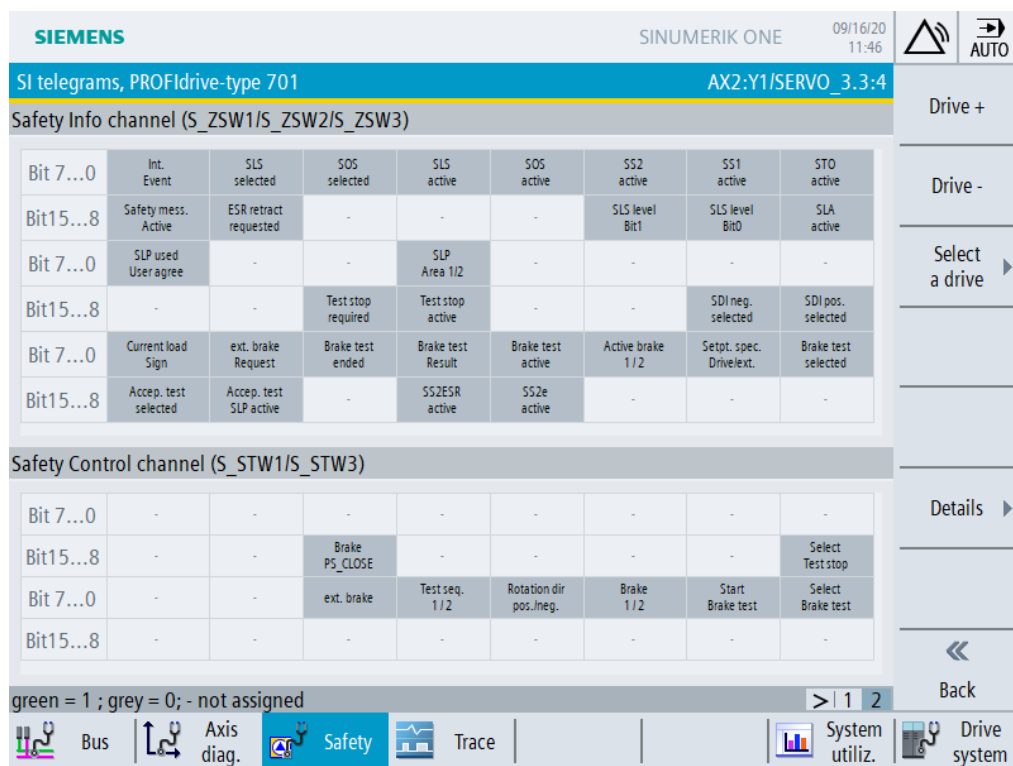 SIEMENS
SINUMERIK ONE
09/16/20
11:46
AUTO
SI telegrams, PROFIdrive-type 701
AX2:Y1/SERVO_3.3:4
Safety Info channel (S_ZSW1/S_ZSW2/S_ZSW3)
Bit 7...0
Int.
Event
SLS
selected
SOS
selected
SLS
active
SOS
active
SS2
active
SS1
active
STO
active
Bit15...8
Safety mess.
Active
ESR retract
requested
-
-
-
SLS level
Bit1
SLS level
Bit0
SLA
active
Bit 7...0
SLP used
User agree
-
-
SLP
Area 1/2
-
-
-
-
Bit15...8
-
-
Test stop
required
Test stop
active
-
-
SDI neg.
selected
SDI pos.
selected
Bit 7...0
Current load
Sign
ext. brake
Request
Brake test
ended
Brake test
Result
Brake test
active
Active brake
1 / 2
Setpt. spec.
Drive/ext.
Brake test
selected
Bit15...8
Accep. test
selected
Accep. test
SLP active
-
SS2ESR
active
SS2e
active
-
-
-
Safety Control channel (S_STW1/S_STW3)
Bit 7...0
-
-
-
-
-
-
-
-
Bit15...8
-
-
Brake
PS_CLOSE
-
-
-
-
Select
Test stop
Bit 7...0
-
-
ext. brake
Test seq.
1 / 2
Rotation dir
pos./neg.
Brake
1 / 2
Start
Brake test
Select
Brake test
Bit15...8
-
-
-
-
-
-
-
-
green = 1 ; grey = 0; - not assigned
> 1 2
Drive +
Drive -
Select
a drive
Details
Back
Bus
Axis
diag.
Safety
Trace
System
utiliz.
Drive
system